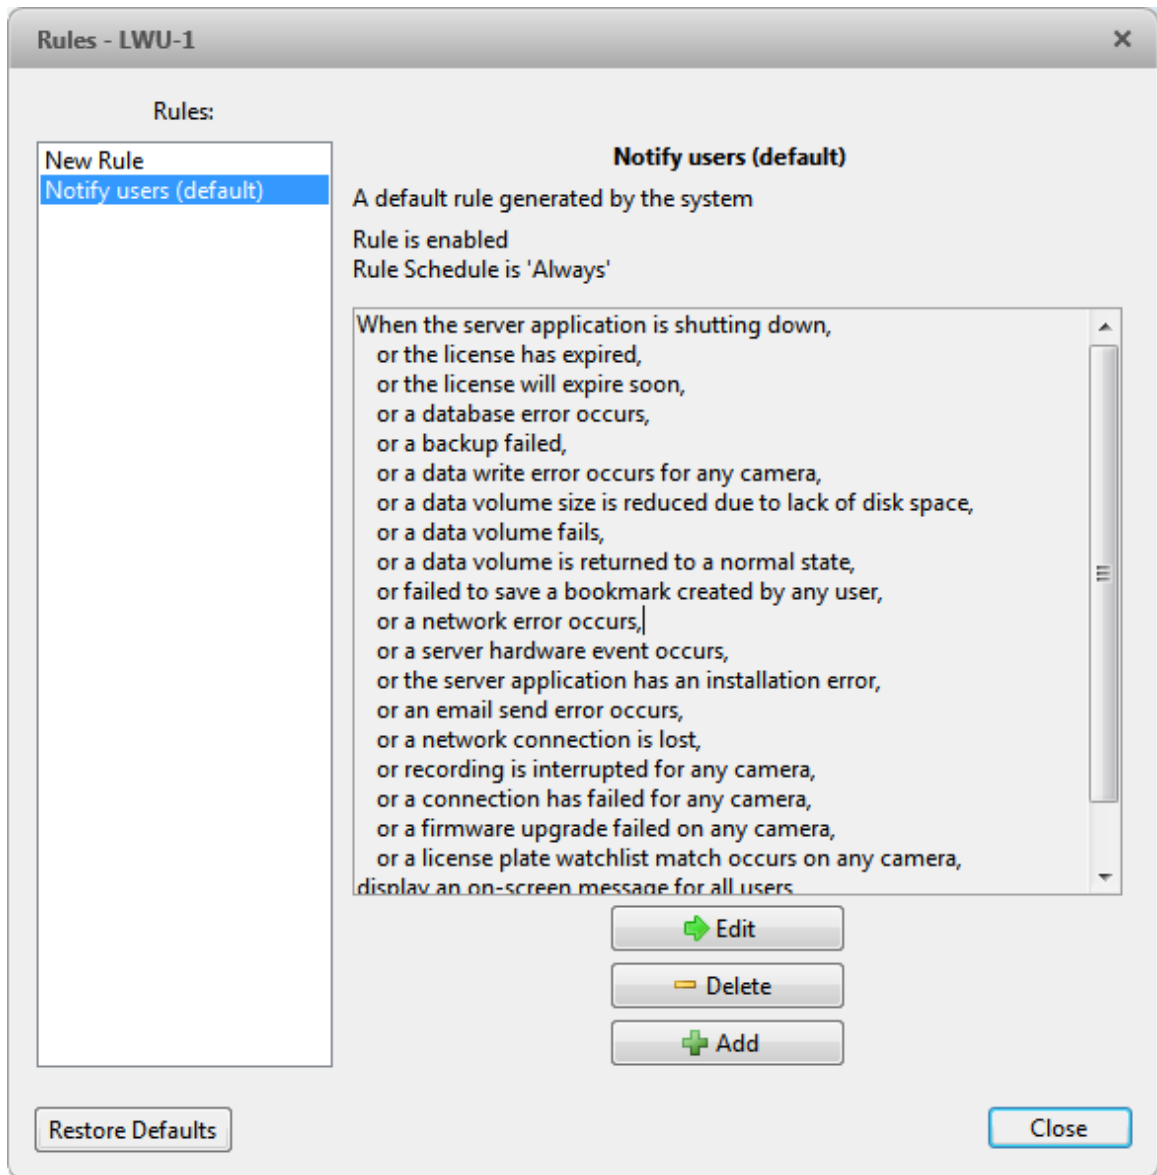 Rules - LWU-1
Rules:
New Rule
Notify users (default)
Notify users (default)
A default rule generated by the system
Rule is enabled
Rule Schedule is 'Always'
When the server application is shutting down,
or the license has expired,
or the license will expire soon,
or a database error occurs,
or a backup failed,
or a data write error occurs for any camera,
or a data volume size is reduced due to lack of disk space,
or a data volume fails,
or a data volume is returned to a normal state,
or failed to save a bookmark created by any user,
or a network error occurs,
or a server hardware event occurs,
or the server application has an installation error,
or an email send error occurs,
or a network connection is lost,
or recording is interrupted for any camera,
or a connection has failed for any camera,
or a firmware upgrade failed on any camera,
or a license plate watchlist match occurs on any camera,
display an on-screen message for all users
Edit
Delete
Add
Restore Defaults
Close